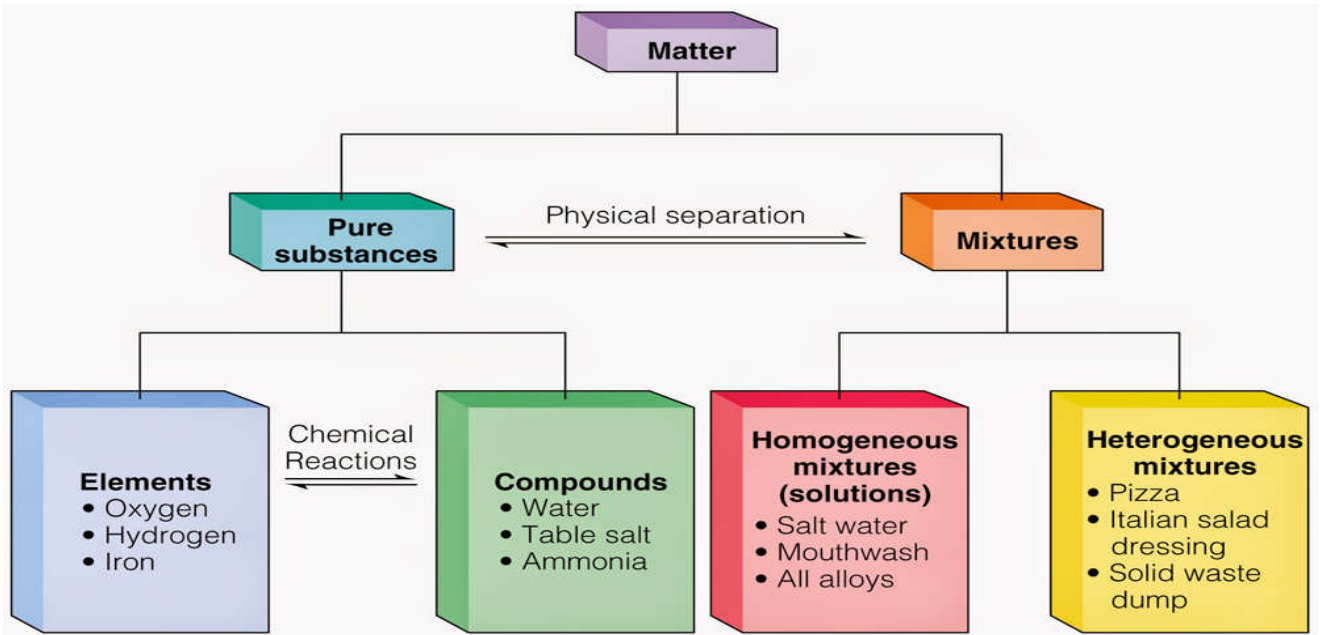 Matter
Pure
substances
Physical separation
Mixtures
Elements
• Oxygen
• Hydrogen
• Iron
Chemical
Reactions
Compounds
• Water
• Table salt
• Ammonia
Homogeneous
mixtures
(solutions)
• Salt water
• Mouthwash
• All alloys
Heterogeneous
mixtures
• Pizza
• Italian salad
dressing
• Solid waste
dump